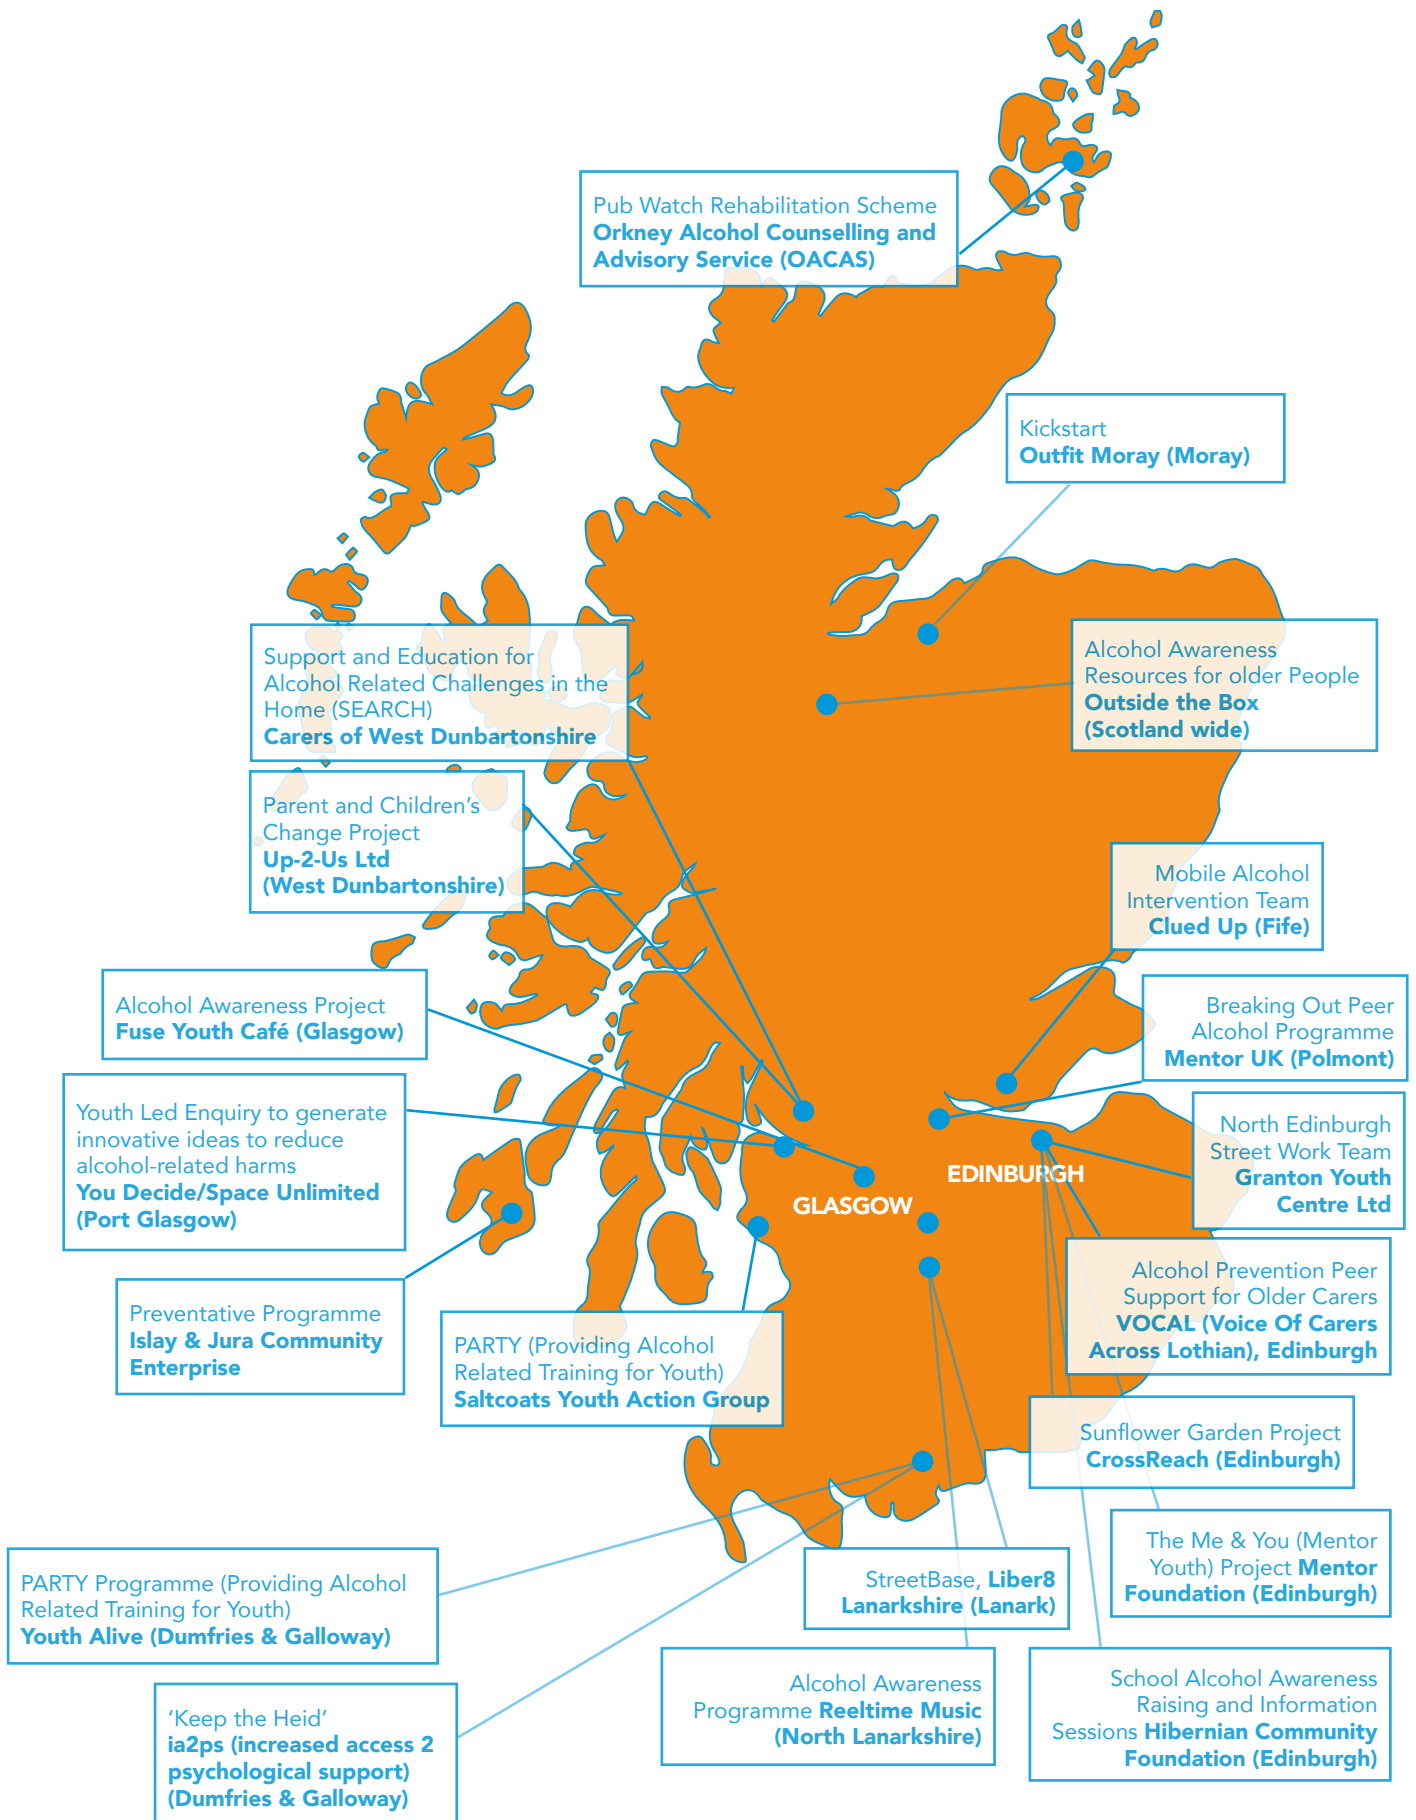 Pub Watch Rehabilitation Scheme
Orkney Alcohol Counselling and
Advisory Service (OACAS)
Kickstart
Outfit Moray (Moray)
Support and Education for
Alcohol Related Challenges in the
Home (SEARCH)
Carers of West Dunbartonshire
Alcohol Awareness
Resources for older People
Outside the Box
(Scotland wide)
Parent and Children’s
Change Project
Up-2-Us Ltd
(West Dunbartonshire)
Mobile Alcohol
Intervention Team
Clued Up (Fife)
Alcohol Awareness Project
Fuse Youth Café (Glasgow)
Breaking Out Peer
Alcohol Programme
Mentor UK (Polmont)
Youth Led Enquiry to generate
innovative ideas to reduce
alcohol-related harms
You Decide/Space Unlimited
(Port Glasgow)
North Edinburgh
Street Work Team
Granton Youth
Centre Ltd
EDINBURGH
GLASGOW
Preventative Programme
Islay & Jura Community
Enterprise
Alcohol Prevention Peer
Support for Older Carers
VOCAL (Voice Of Carers
Across Lothian), Edinburgh
PARTY (Providing Alcohol
Related Training for Youth)
Saltcoats Youth Action Group
Sunflower Garden Project
CrossReach (Edinburgh)
The Me & You (Mentor
Youth) Project Mentor
Foundation (Edinburgh)
PARTY Programme (Providing Alcohol
Related Training for Youth)
Youth Alive (Dumfries & Galloway)
StreetBase, Liber8
Lanarkshire (Lanark)
Alcohol Awareness
Programme Reeltime Music
(North Lanarkshire)
School Alcohol Awareness
Raising and Information
Sessions Hibernian Community
Foundation (Edinburgh)
‘Keep the Heid’
ia2ps (increased access 2
psychological support)
(Dumfries & Galloway)